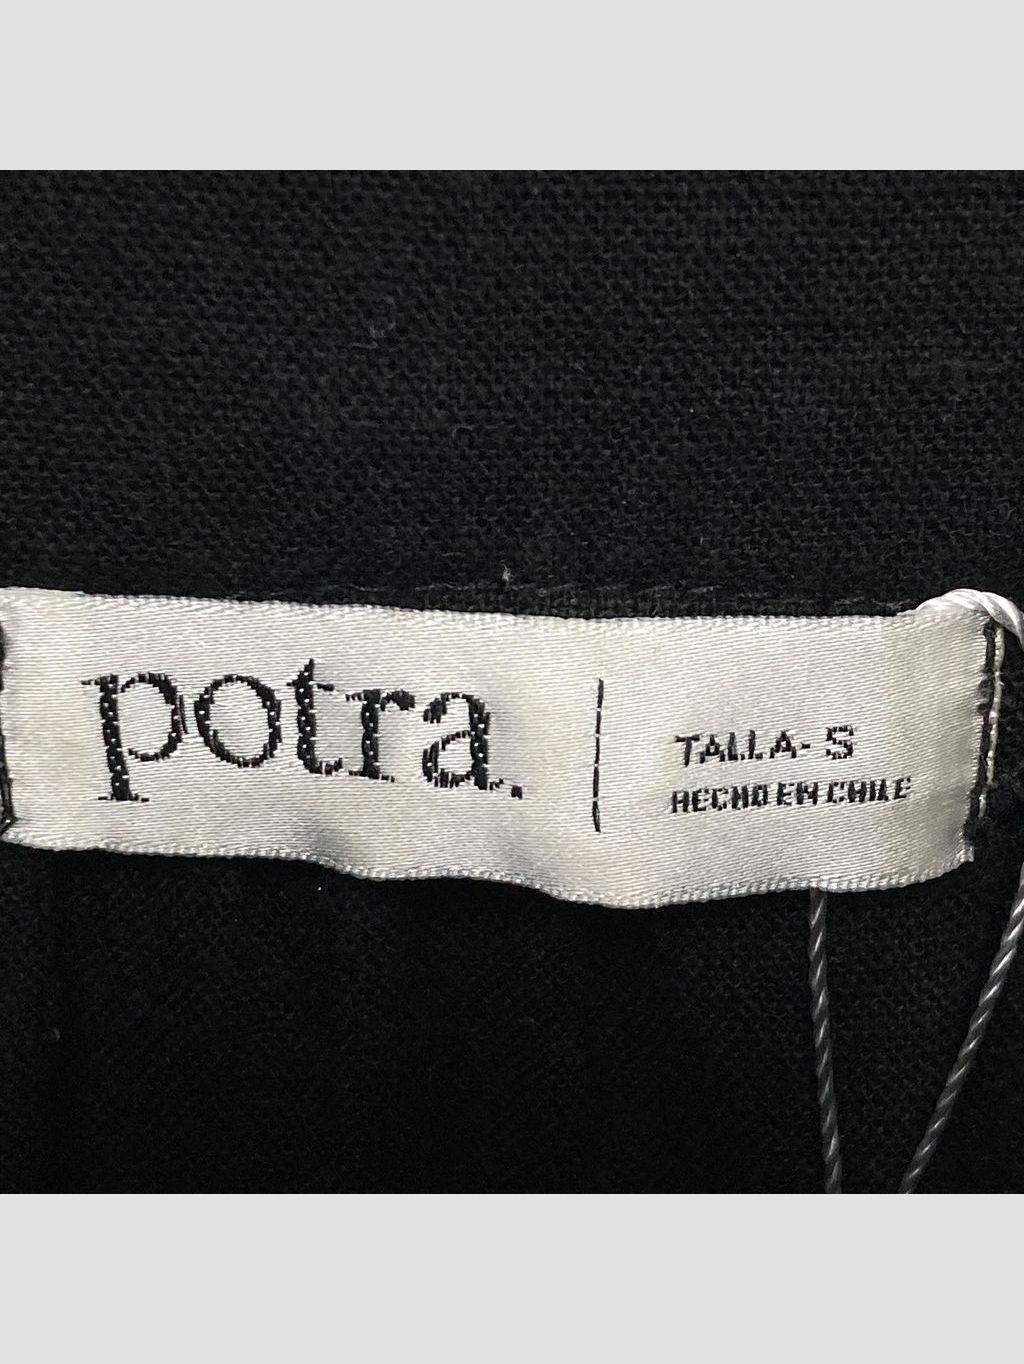 potra.
TALLA- S
HECHO EN CHILE